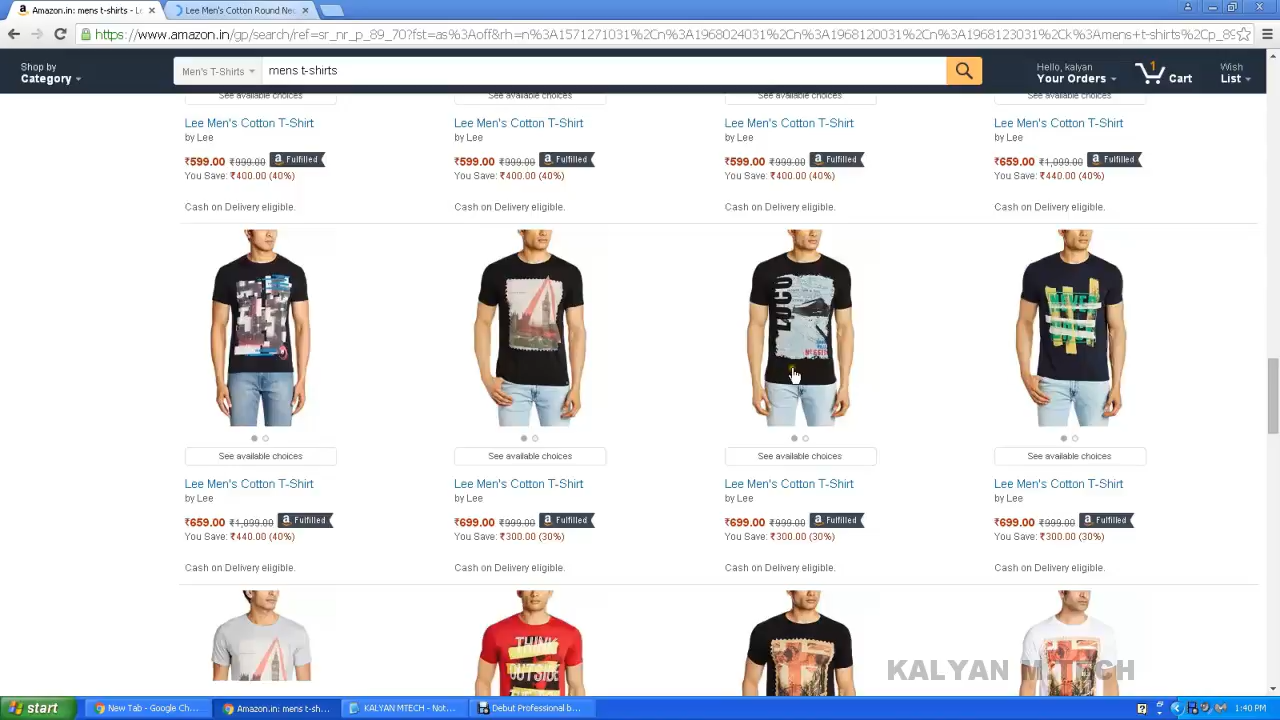 Amazon.in: mens t-shirts - Le
Lee Men's Cotton Round Nec
https://www.amazon.in/gp/search/ref=sr_nr_p_89_70?fst=as%3Aoff&rh=n%3A1571271031%2Cn%3A1968024031%2Cn%3A1968120031%2Cn%3A1968123031%2Ck%3Amens+t-shirts%2Cp_89
Shop by
Category
Men's T-Shirts
mens t-shirts
Hello, kalyan
Your Orders
1
Cart
Wish
List
See available choices See available choices See available choices See available choices
Lee Men's Cotton T-Shirt Lee Men's Cotton T-Shirt Lee Men's Cotton T-Shirt Lee Men's Cotton T-Shirt
by Lee by Lee by Lee by Lee
₹599.00 ₹999.00 a Fulfilled ₹599.00 ₹999.00 a Fulfilled ₹599.00 ₹999.00 a Fulfilled ₹659.00 ₹1,099.00 a Fulfilled
You Save: ₹400.00 (40%) You Save: ₹400.00 (40%) You Save: ₹400.00 (40%) You Save: ₹440.00 (40%)
Cash on Delivery eligible. Cash on Delivery eligible. Cash on Delivery eligible. Cash on Delivery eligible.
NEVER
See available choices See available choices See available choices See available choices
Lee Men's Cotton T-Shirt Lee Men's Cotton T-Shirt Lee Men's Cotton T-Shirt Lee Men's Cotton T-Shirt
by Lee by Lee by Lee by Lee
₹659.00 ₹1,099.00 a Fulfilled ₹699.00 ₹999.00 a Fulfilled ₹699.00 ₹999.00 a Fulfilled ₹699.00 ₹999.00 a Fulfilled
You Save: ₹440.00 (40%) You Save: ₹300.00 (30%) You Save: ₹300.00 (30%) You Save: ₹300.00 (30%)
Cash on Delivery eligible. Cash on Delivery eligible. Cash on Delivery eligible. Cash on Delivery eligible.
THINK
OUTSIDE
KALYAN M TECH
start
New Tab - Google Ch...
Amazon.in: mens t-s...
KALYAN MTECH - Not...
Debut Professional b...
1:40 PM